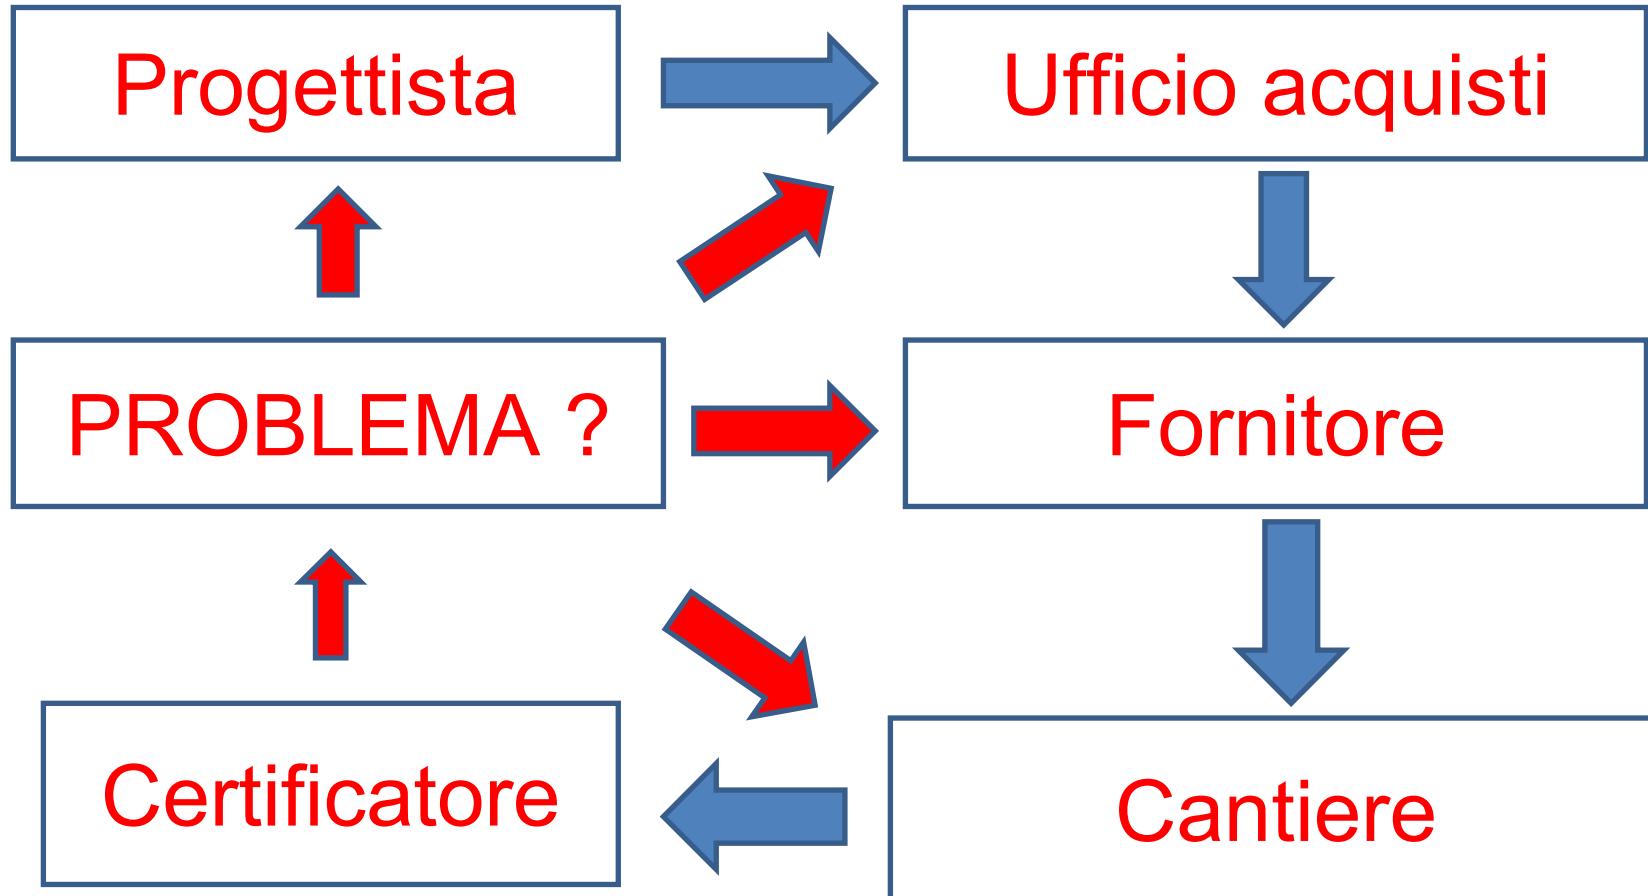 Progettista
Ufficio acquisti
PROBLEMA ?
Fornitore
Certificatore
Cantiere